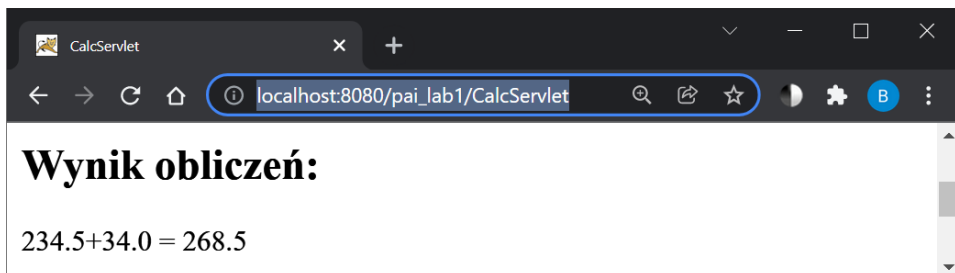 CalcServlet
localhost:8080/pai_lab1/CalcServlet
B
Wynik obliczeń:
234.5+34.0 = 268.5